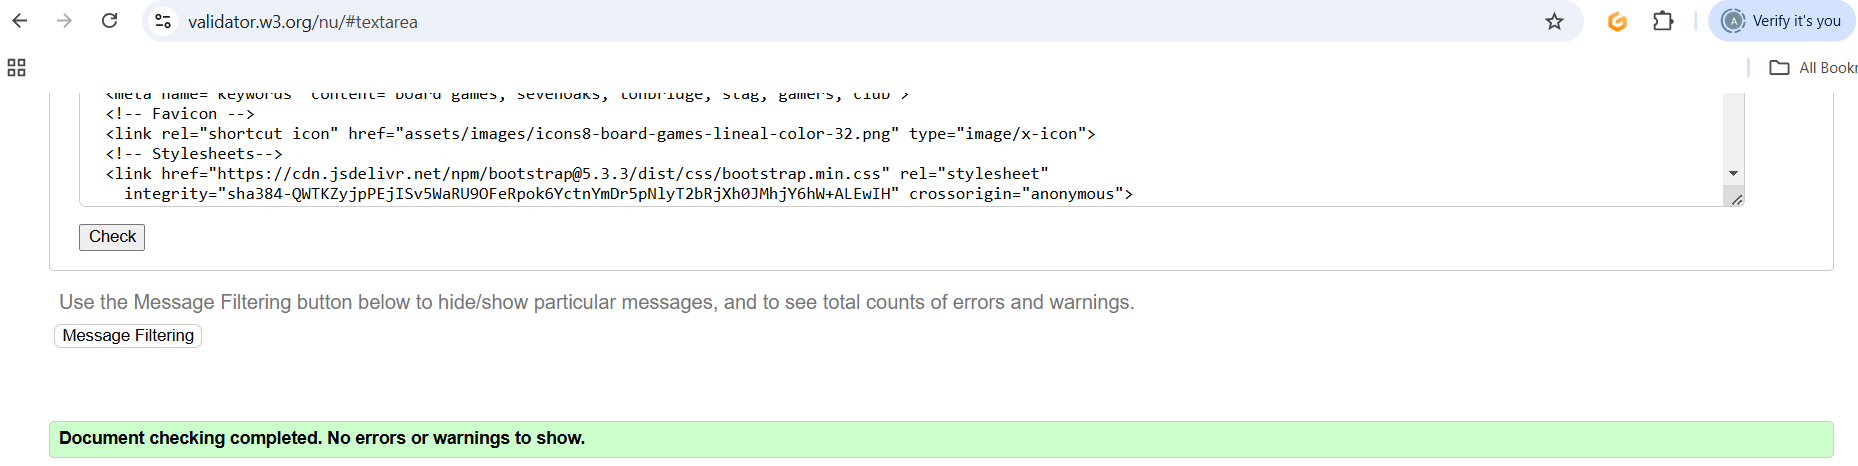 validator.w3.org/nu/#textarea
A
Verify it's you
All Bookr
<meta name="keywords" content="board games, sevenoaks, tonbridge, stag, gamers, club">
<!-- Favicon -->
<link rel="shortcut icon" href="assets/images/icons8-board-games-lineal-color-32.png" type="image/x-icon">
<!-- Stylesheets-->
<link href="https://cdn.jsdelivr.net/npm/bootstrap@5.3.3/dist/css/bootstrap.min.css" rel="stylesheet"
integrity="sha384-QWTKZyjpPEjISv5WaRU9OFeRpok6YctnYmDr5pNlyT2bRjXh0JMhjY6hW+ALEwIH" crossorigin="anonymous">
Check
Use the Message Filtering button below to hide/show particular messages, and to see total counts of errors and warnings.
Message Filtering
Document checking completed. No errors or warnings to show.